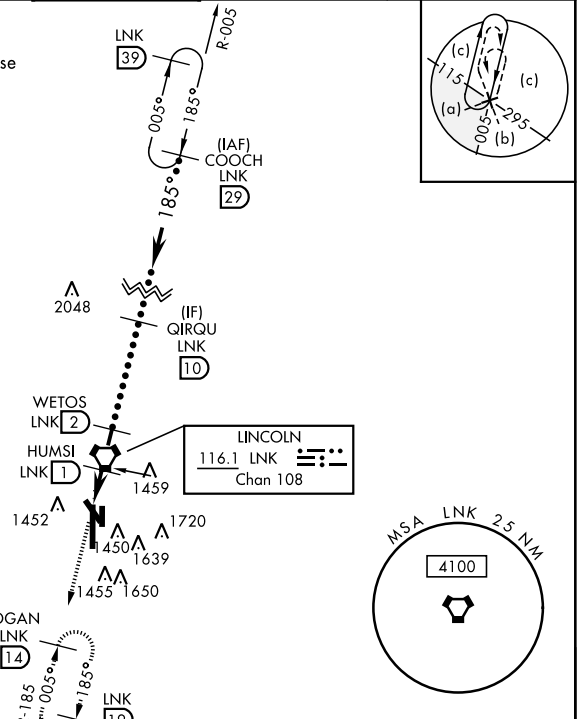 se
LNK
39
R-005
005°
185°
(IAF)
COOCH
LNK
29
185°
2048
(IF)
QIRQU
LNK
10
WETOS
LNK 2
HUMSI
LNK 1
1459
LINCOLN
116.1 LNK
Chan 108
1452
1450
1720
1639
1455
1650
MSA LNK 25 NM
4100
OGAN
LNK
14
-185
005°
185°
LNK
(c)
115
(c)
(a)
295
005
(b)